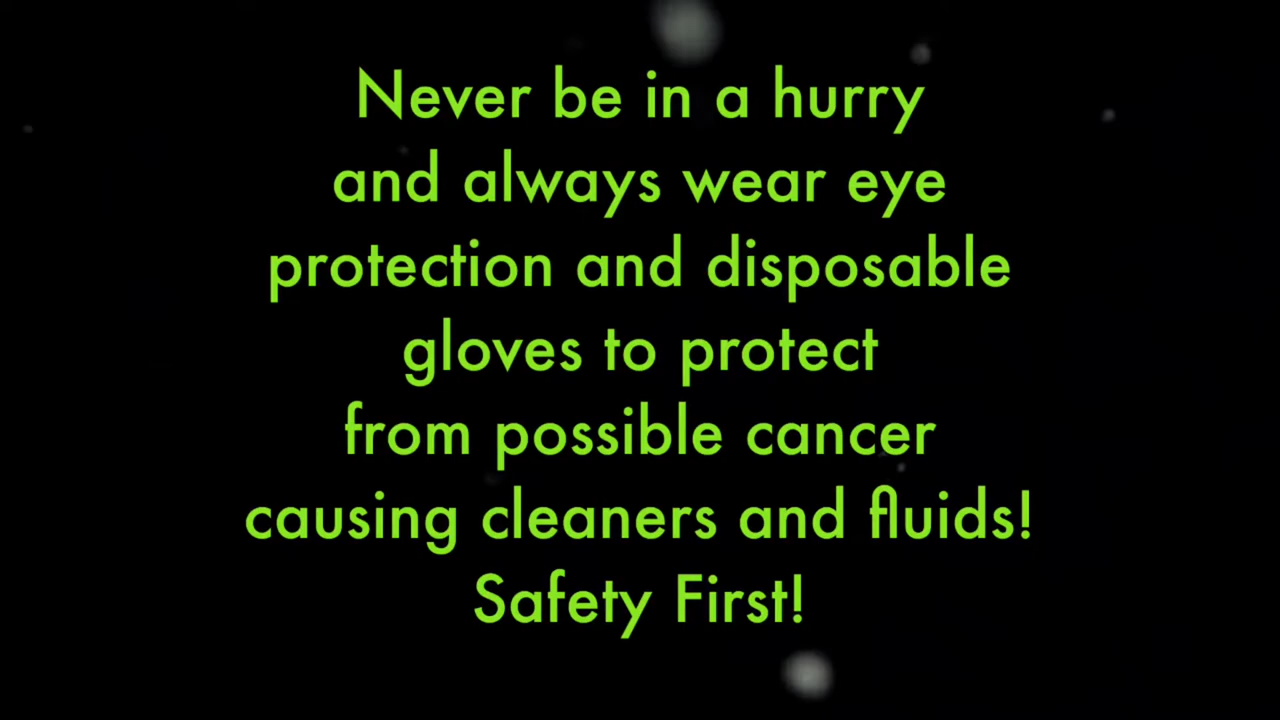 Never be in a hurry
and always wear eye
protection and disposable
gloves to protect
from possible cancer
causing cleaners and fluids!
Safety First!